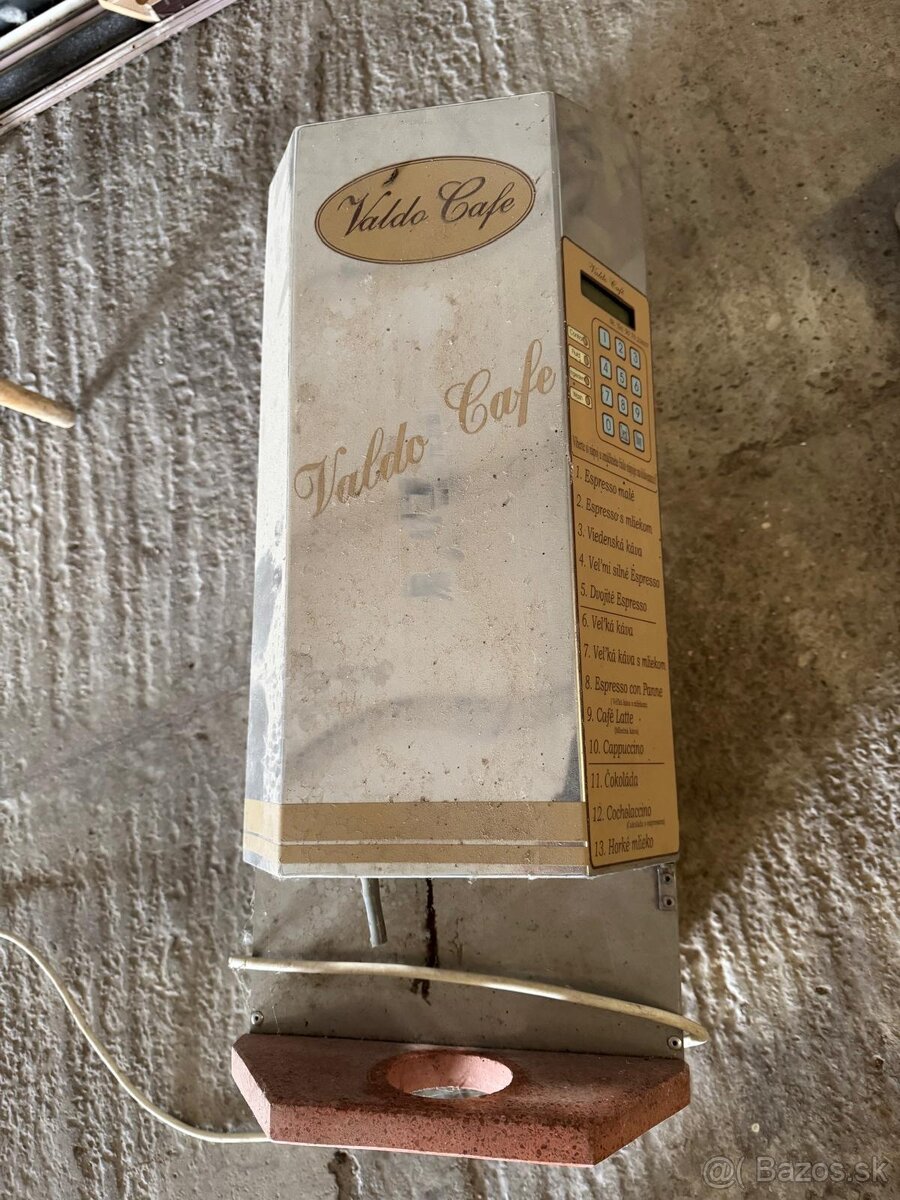 Valdo Cafe
Valdo Cafe
Valdo Cafe
1 2 3
4 5 6
7 8 9
0
1. Espresso malé
2. Espresso s mliekom
3. Viedenská káva
4. Veľmi silné Espresso
5. Dvojité Espresso
6. Veľká káva
7. Veľká káva s mliekom
8. Espresso con Panne
9. Café Latte
10. Cappuccino
11. Čokoláda
12. Cocholaccino
13. Horké mlieko
@( Bazos.sk